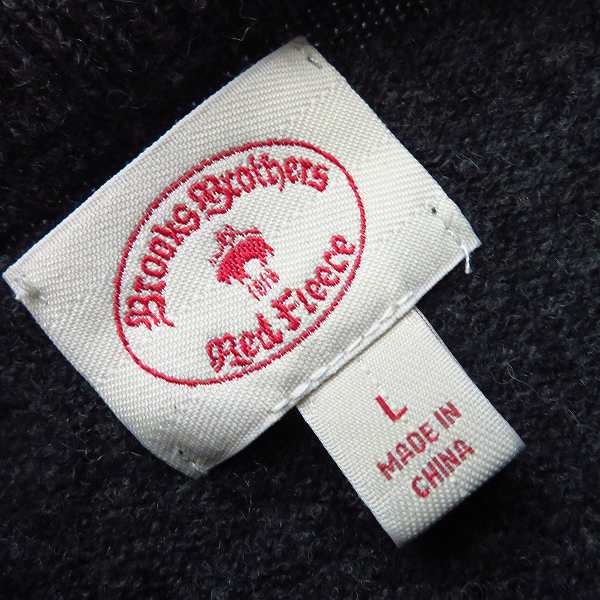 Brooks Brothers
1818
Red Fleece
L
MADE IN
CHINA